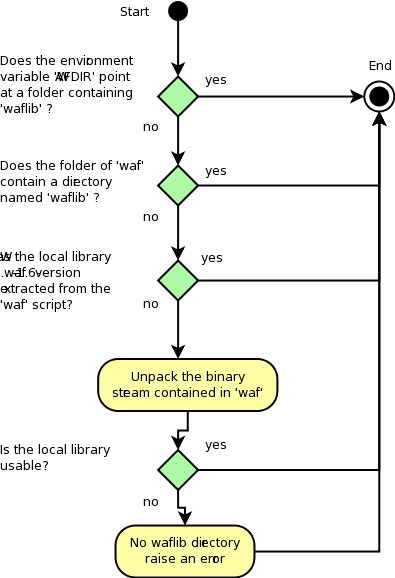 Start
Does the environment
variable 'WAFDIR' point
at a folder containing
'waflib' ?
yes
End
no
Does the folder of 'waf'
contain a directory
named 'waflib' ?
yes
no
Was the local library
.waf-1.6-version
extracted from the
'waf' script?
yes
no
Unpack the binary
stream contained in 'waf'
Is the local library
usable?
yes
no
No waflib directory
raise an error